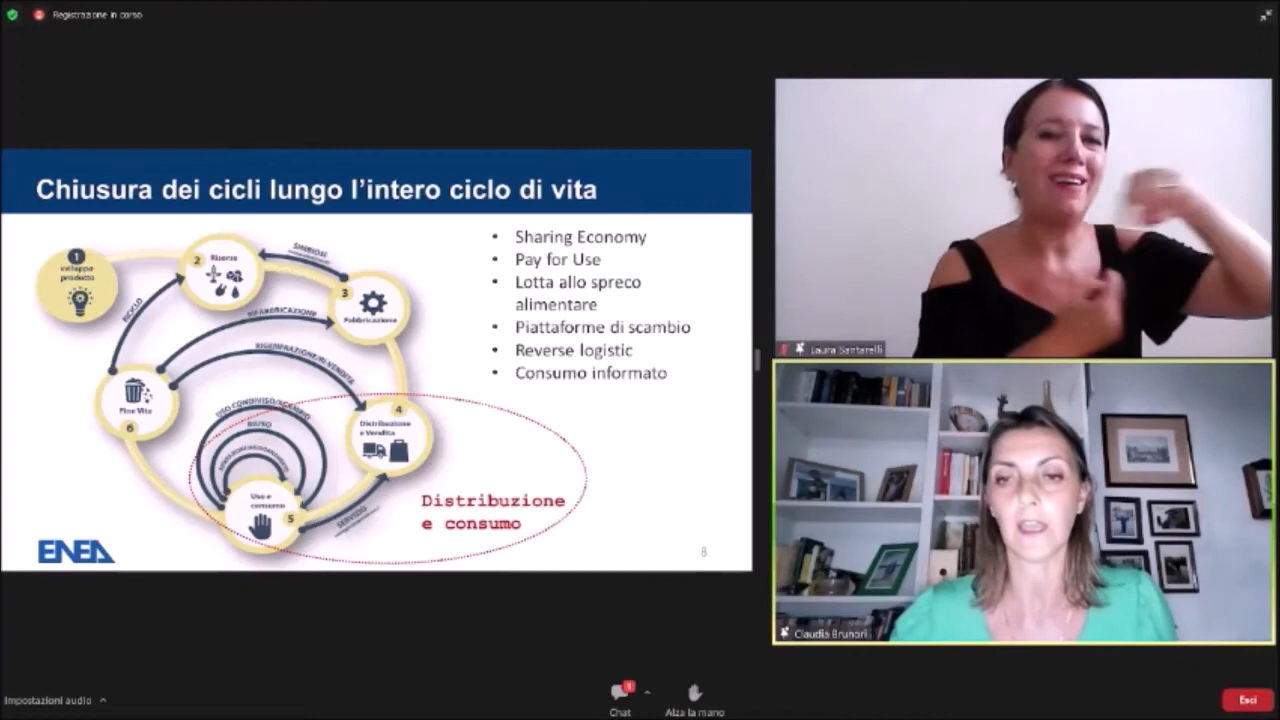 Registrazione in corso
Chiusura dei cicli lungo l'intero ciclo di vita
1
sviluppo
prodotto
2
Risorse
SIMBIOSI
3
Fabbricazione
RICICLO
RIFABBRICAZIONE
RIGENERAZIONE/RI-VENDITA
Fine Vita
6
USO CONDIVISO/SCAMBIO
RIUSO
4
Distribuzione
e Vendita
Uso e
consumo
5
SERVIZIO
• Sharing Economy
• Pay for Use
• Lotta allo spreco
alimentare
• Piattaforme di scambio
• Reverse logistic
• Consumo informato
Distribuzione
e consumo
ENEA
8
Laura Santarelli
Claudia Brunori
Impostazioni audio
1
Chat
Alza la mano
Esci